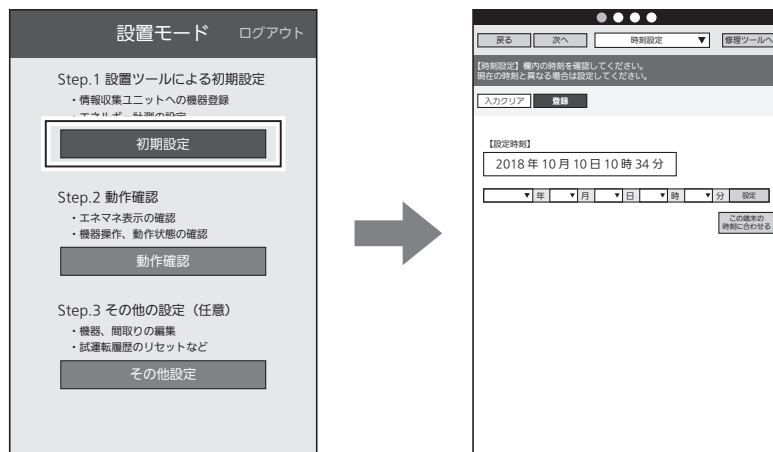 設置モード ログアウト
Step.1 設置ツールによる初期設定
・情報収集ユニットへの機器登録
・エネルギー計測の設定
初期設定
Step.2 動作確認
・エネマネ表示の確認
・機器操作、動作状態の確認
動作確認
Step.3 その他の設定（任意）
・機器、間取りの編集
・試運転履歴のリセットなど
その他設定
戻る 次へ 時刻設定 ▼ 修理ツールへ
【時刻設定】欄内の時刻を確認してください。
現在の時刻と異なる場合は設定してください。
入力クリア 登録
【設定時刻】
2018 年 10 月 10 日 10 時 34 分
▼ 年 ▼ 月 ▼ 日 ▼ 時 ▼ 分 設定
この端末の
時刻に合わせる